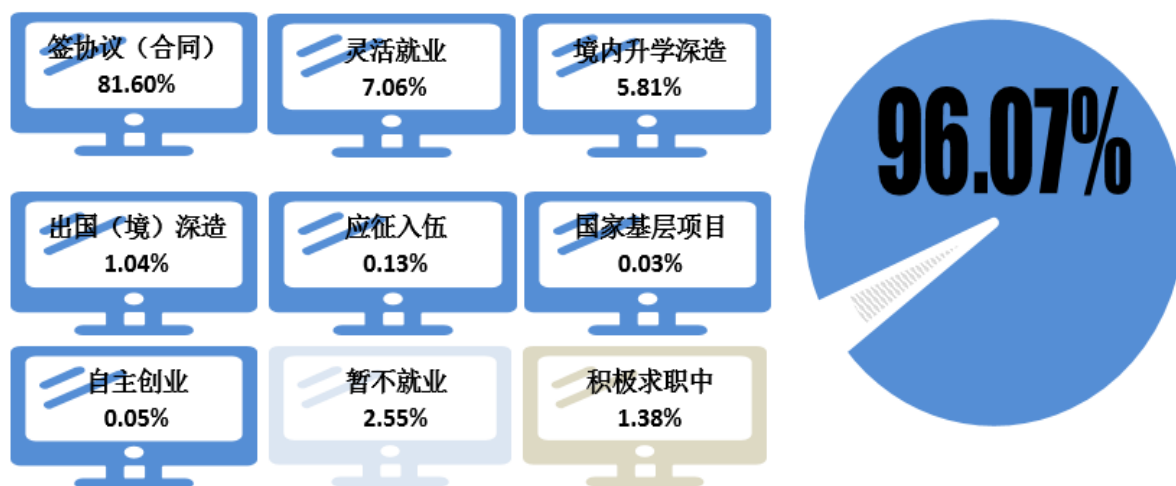 签协议（合同）
81.60%
灵活就业
7.06%
境内升学深造
5.81%
96.07%
出国（境）深造
1.04%
应征入伍
0.13%
国家基层项目
0.03%
自主创业
0.05%
暂不就业
2.55%
积极求职中
1.38%